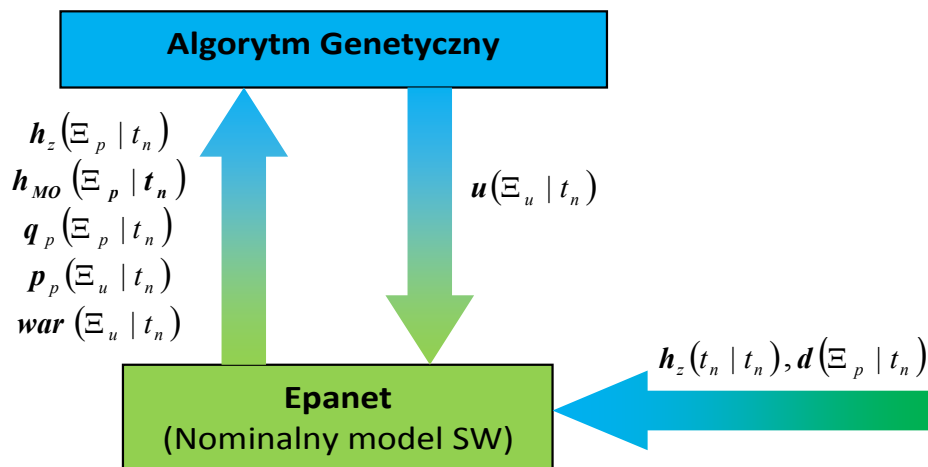 Algorytm Genetyczny
h_z(Ξ_p | t_n)
h_MO(Ξ_p | t_n)
q_p(Ξ_p | t_n)
p_p(Ξ_u | t_n)
war(Ξ_u | t_n)
u(Ξ_u | t_n)
h_z(t_n | t_n), d(Ξ_p | t_n)
Epanet
(Nominalny model SW)